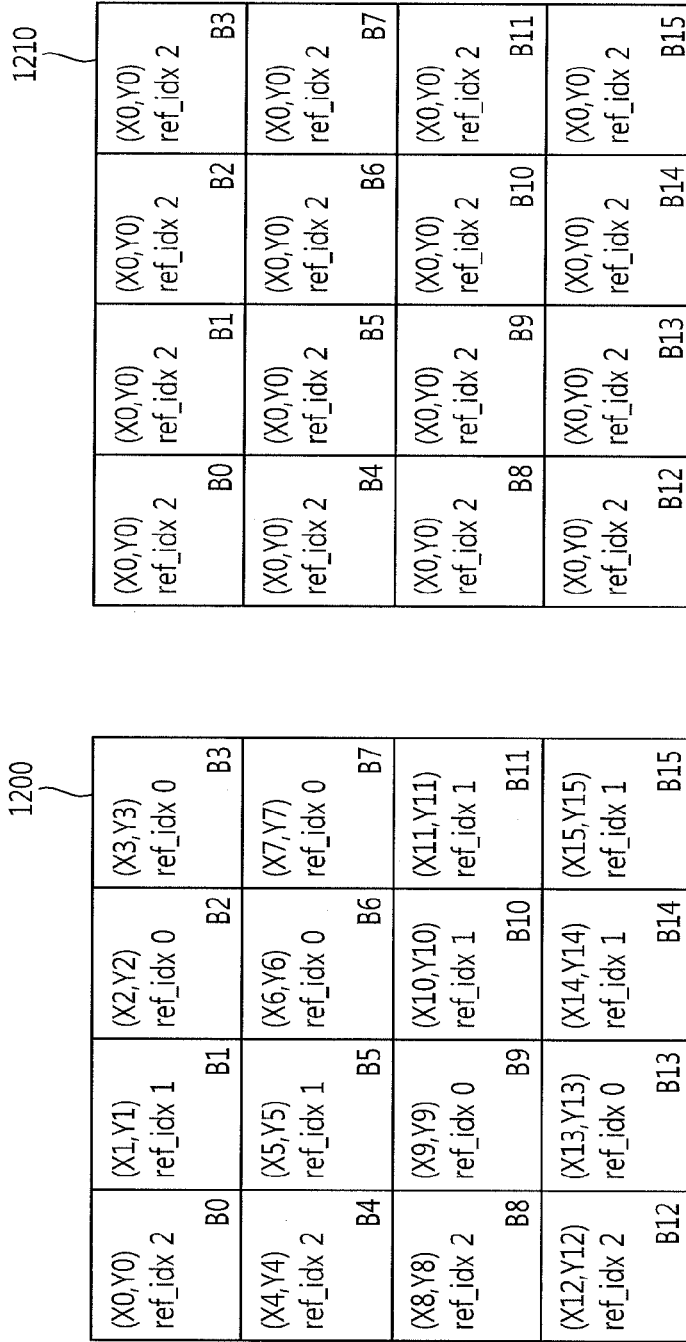 1200
(X0,Y0)
ref_idx 2
B0
(X1,Y1)
ref_idx 1
B1
(X2,Y2)
ref_idx 0
B2
(X3,Y3)
ref_idx 0
B3
(X4,Y4)
ref_idx 2
B4
(X5,Y5)
ref_idx 1
B5
(X6,Y6)
ref_idx 0
B6
(X7,Y7)
ref_idx 0
B7
(X8,Y8)
ref_idx 2
B8
(X9,Y9)
ref_idx 0
B9
(X10,Y10)
ref_idx 1
B10
(X11,Y11)
ref_idx 1
B11
(X12,Y12)
ref_idx 2
B12
(X13,Y13)
ref_idx 0
B13
(X14,Y14)
ref_idx 1
B14
(X15,Y15)
ref_idx 1
B15
1210
(X0,Y0)
ref_idx 2
B0
(X0,Y0)
ref_idx 2
B1
(X0,Y0)
ref_idx 2
B2
(X0,Y0)
ref_idx 2
B3
(X0,Y0)
ref_idx 2
B4
(X0,Y0)
ref_idx 2
B5
(X0,Y0)
ref_idx 2
B6
(X0,Y0)
ref_idx 2
B7
(X0,Y0)
ref_idx 2
B8
(X0,Y0)
ref_idx 2
B9
(X0,Y0)
ref_idx 2
B10
(X0,Y0)
ref_idx 2
B11
(X0,Y0)
ref_idx 2
B12
(X0,Y0)
ref_idx 2
B13
(X0,Y0)
ref_idx 2
B14
(X0,Y0)
ref_idx 2
B15